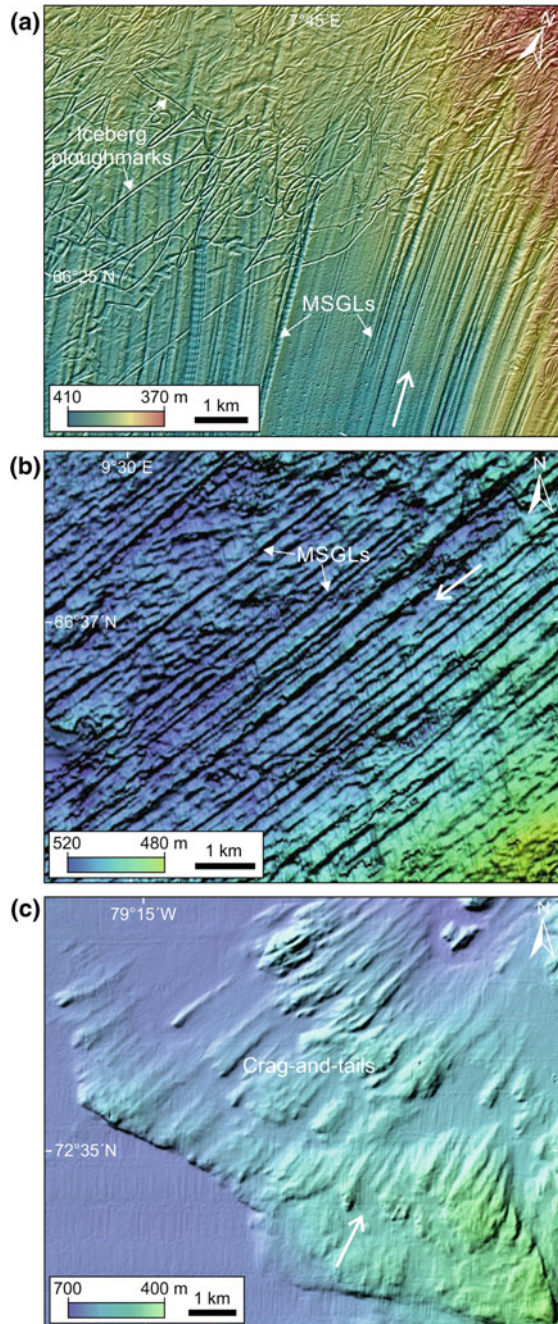 (a)
7°45´E
N
Iceberg
ploughmarks
66°25´N
MSGLs
410 370 m
1 km
(b)
9°30´E
N
MSGLs
66°37´N
520 480 m
1 km
(c)
79°15´W
N
Crag-and-tails
72°35´N
700 400 m
1 km